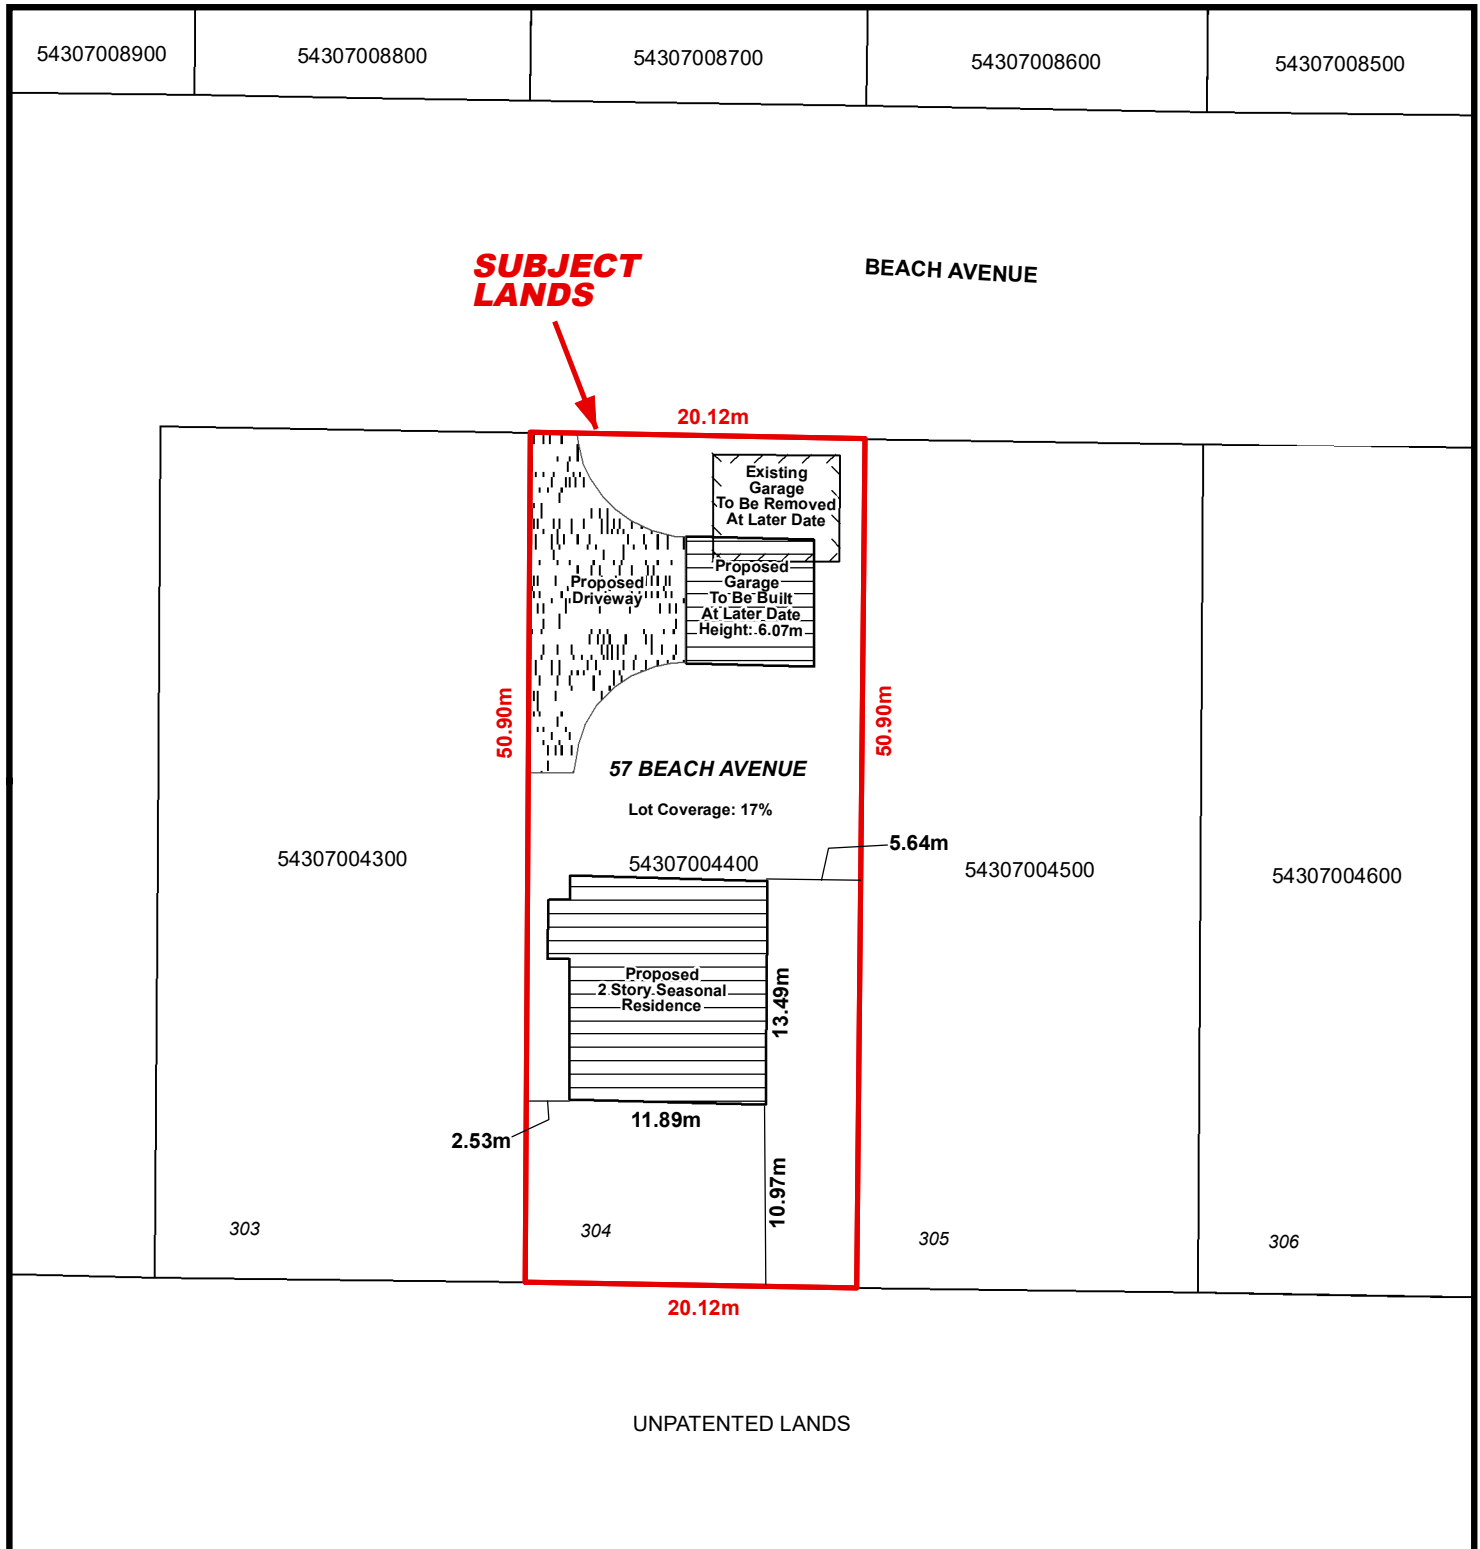 54307008900
54307008800
54307008700
54307008600
54307008500
SUBJECT
LANDS
BEACH AVENUE
20.12m
Existing
Garage
To Be Removed
At Later Date
Proposed
Driveway
Proposed
Garage
To Be Built
At Later Date
Height: 6.07m
50.90m
50.90m
57 BEACH AVENUE
Lot Coverage: 17%
5.64m
54307004300
54307004400
54307004500
54307004600
Proposed
2 Story Seasonal
Residence
13.49m
11.89m
2.53m
10.97m
303
304
305
306
20.12m
UNPATENTED LANDS